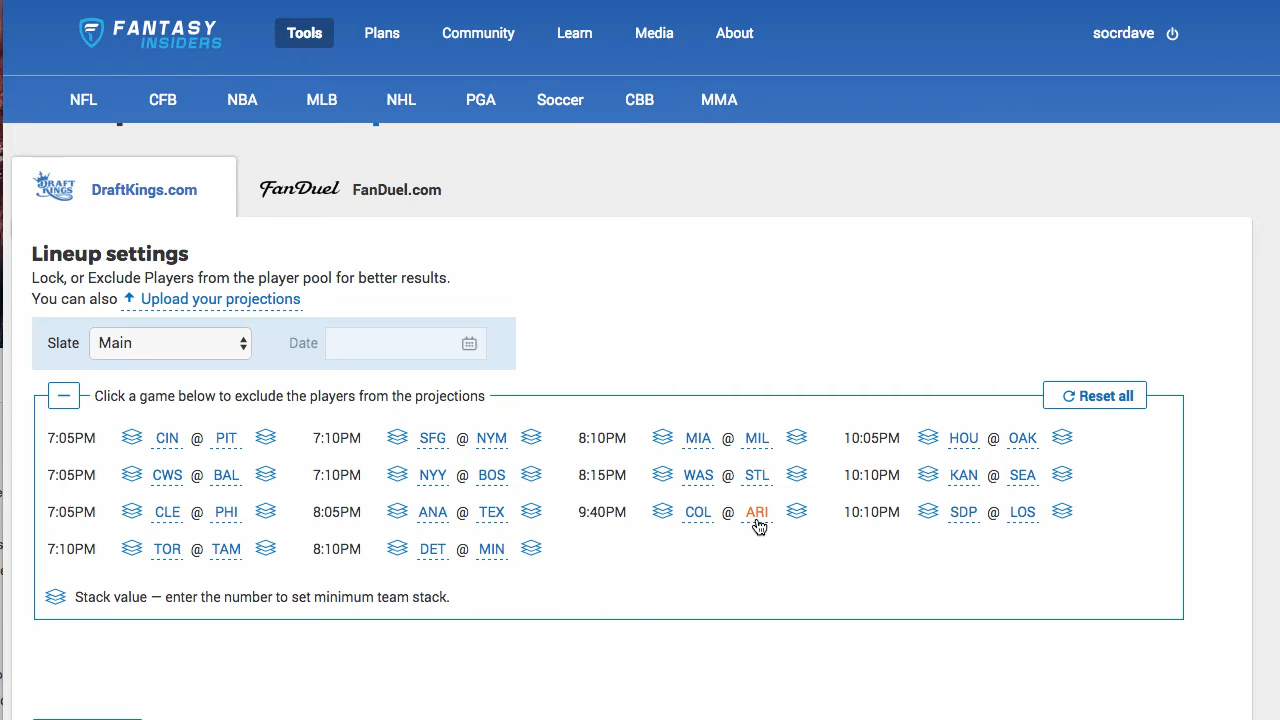 FANTASY INSIDERS Tools Plans Community Learn Media About socrdave
NFL CFB NBA MLB NHL PGA Soccer CBB MMA
DRAFT KINGS DraftKings.com FanDuel FanDuel.com
Lineup settings
Lock, or Exclude Players from the player pool for better results.
You can also Upload your projections
Slate Main Date
Click a game below to exclude the players from the projections Reset all
7:05PM CIN @ PIT 7:10PM SFG @ NYM 8:10PM MIA @ MIL 10:05PM HOU @ OAK
7:05PM CWS @ BAL 7:10PM NYY @ BOS 8:15PM WAS @ STL 10:10PM KAN @ SEA
7:05PM CLE @ PHI 8:05PM ANA @ TEX 9:40PM COL @ ARI 10:10PM SDP @ LOS
7:10PM TOR @ TAM 8:10PM DET @ MIN
Stack value — enter the number to set minimum team stack.